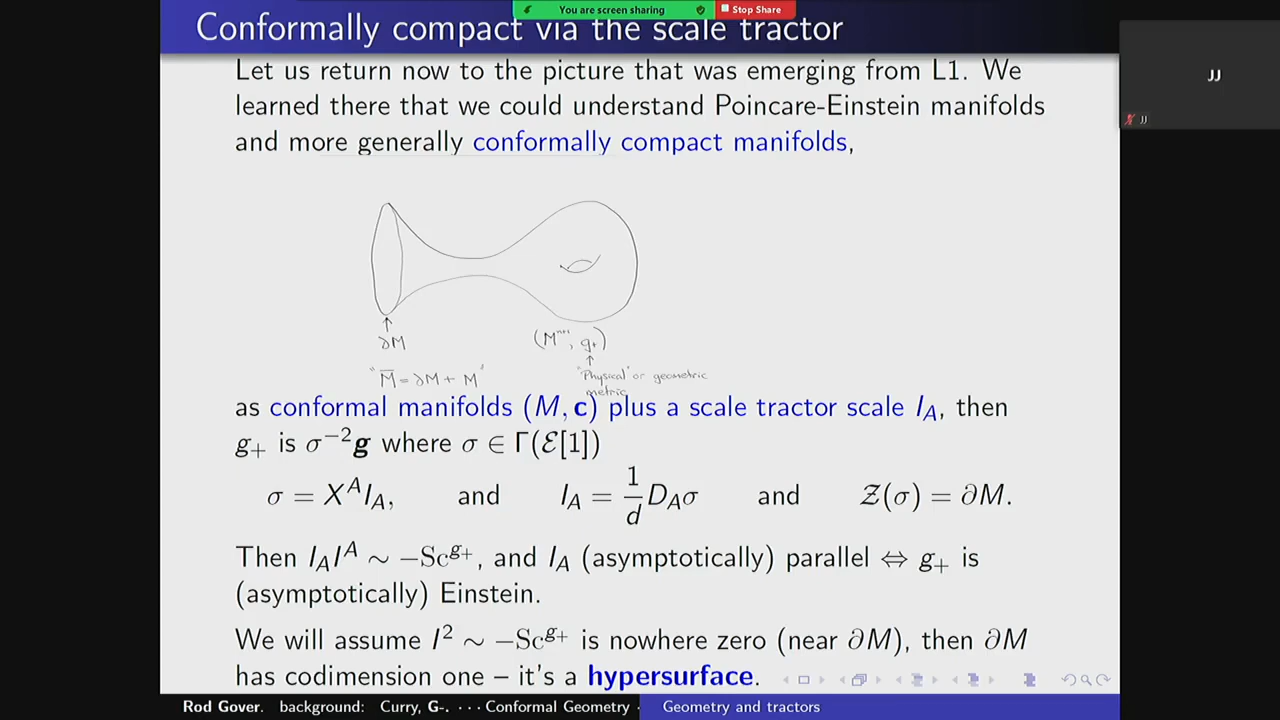 You are screen sharing
Stop Share
Conformally compact via the scale tractor
JJ
JJ
Let us return now to the picture that was emerging from L1. We
learned there that we could understand Poincare-Einstein manifolds
and more generally conformally compact manifolds,
∂M
(Mⁿ⁺¹, g₊)
"M̅ = ∂M + M"
"Physical" or geometric
metric
as conformal manifolds (M, c) plus a scale tractor scale I_A, then
g₊ is σ⁻²g where σ ∈ Γ(ℰ[1])
σ = X^A I_A, and I_A = 1/d D_A σ and 𝒵(σ) = ∂M.
Then I_A I^A ∼ −Sc^{g₊}, and I_A (asymptotically) parallel ⇔ g₊ is
(asymptotically) Einstein.
We will assume I² ∼ −Sc^{g₊} is nowhere zero (near ∂M), then ∂M
has codimension one – it's a hypersurface.
Rod Gover. background: Curry, G-. ··· Conformal Geometry · Geometry and tractors